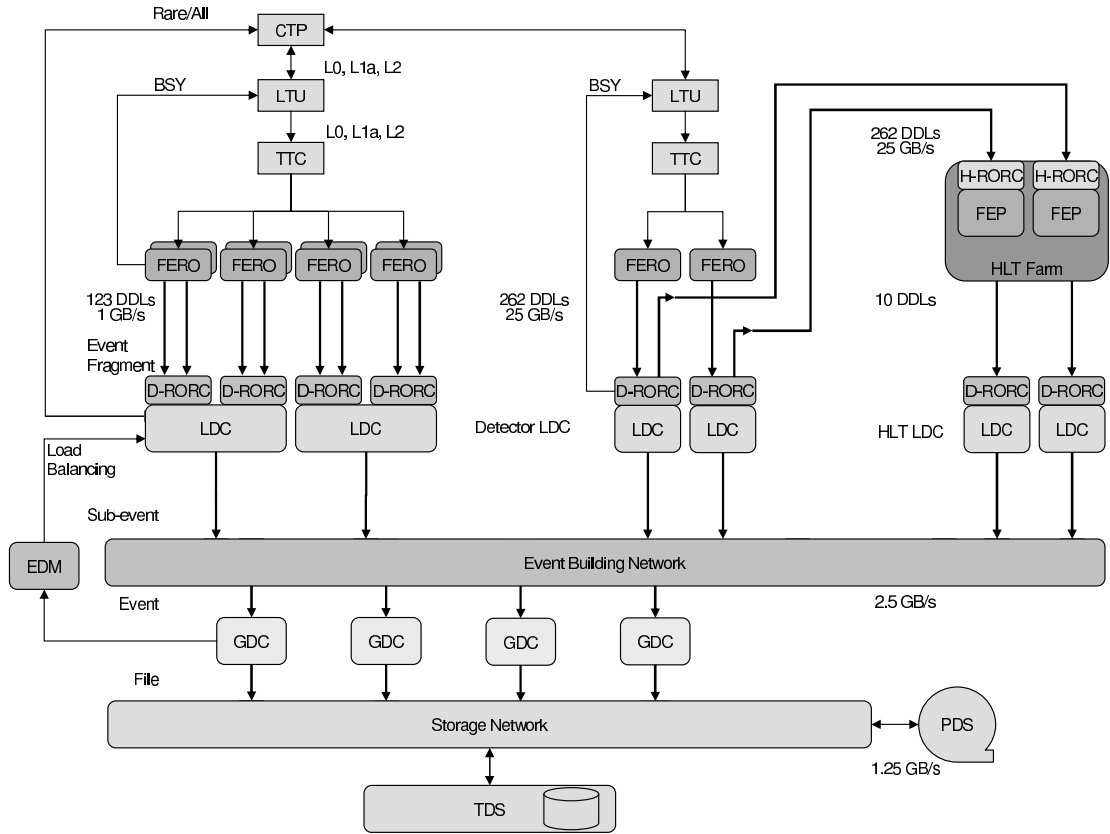 Rare/All
CTP
L0, L1a, L2
BSY
LTU
BSY
LTU
L0, L1a, L2
262 DDLs
25 GB/s
TTC
TTC
H-RORC
H-RORC
FEP
FEP
HLT Farm
FERO
FERO
FERO
FERO
FERO
FERO
123 DDLs
1 GB/s
262 DDLs
25 GB/s
10 DDLs
Event
Fragment
D-RORC
D-RORC
D-RORC
D-RORC
D-RORC
D-RORC
D-RORC
D-RORC
LDC
LDC
Detector LDC
LDC
LDC
HLT LDC
LDC
LDC
Load
Balancing
Sub-event
EDM
Event Building Network
Event
2.5 GB/s
GDC
GDC
GDC
GDC
File
Storage Network
PDS
1.25 GB/s
TDS